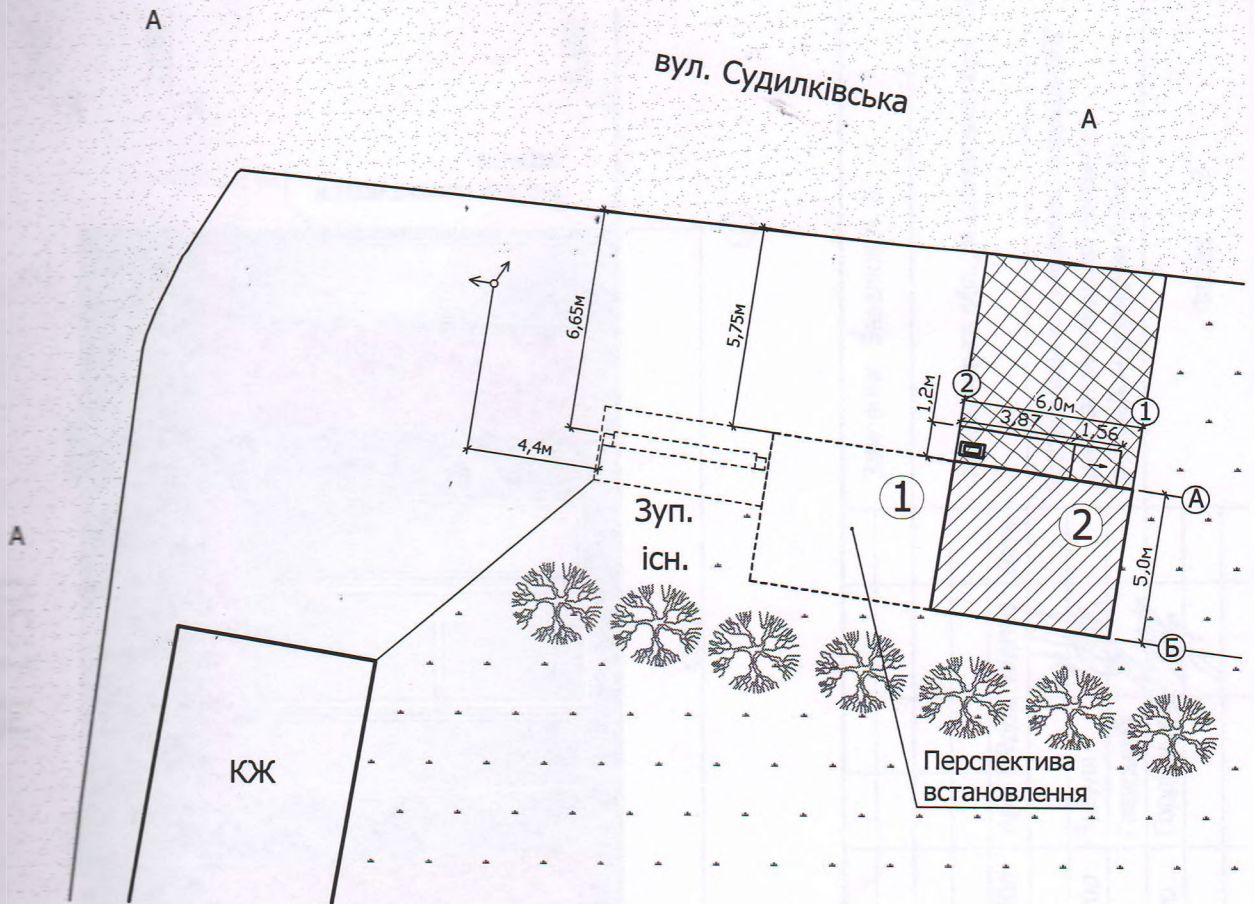 А
вул. Судилківська
А
6,65м
5,75м
1,2м
2
6,0м
1
3,87
1,56
4,4м
1
2
А
Зуп.
існ.
А
5,0м
Б
КЖ
Перспектива
встановлення